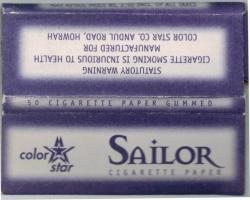 MANUFACTURED FOR
COLOR STAR CO. ANDUL ROAD, HOWRAH
STATUTORY WARNING
CIGARETTE SMOKING IS INJURIOUS TO HEALTH
50 CIGARETTE PAPER GUMMED
color star
SAILOR
CIGARETTE PAPER